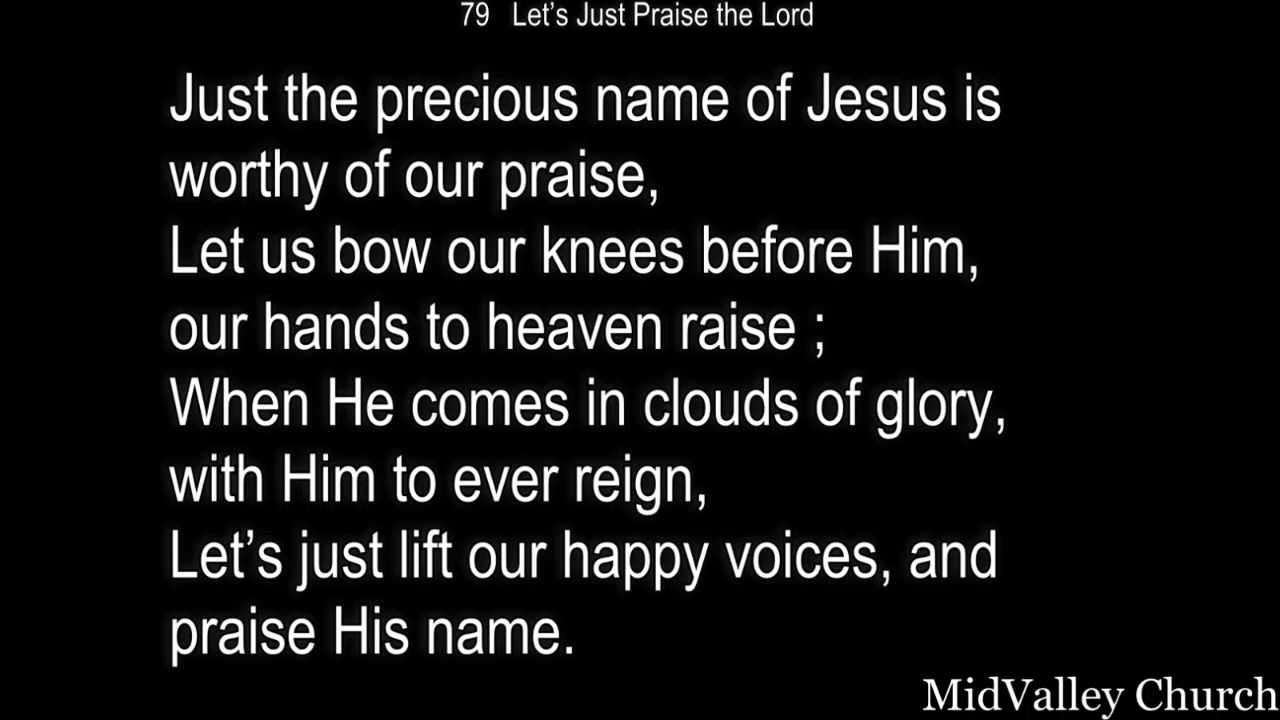 79 Let’s Just Praise the Lord
Just the precious name of Jesus is
worthy of our praise,
Let us bow our knees before Him,
our hands to heaven raise ;
When He comes in clouds of glory,
with Him to ever reign,
Let’s just lift our happy voices, and
praise His name.
MidValley Church